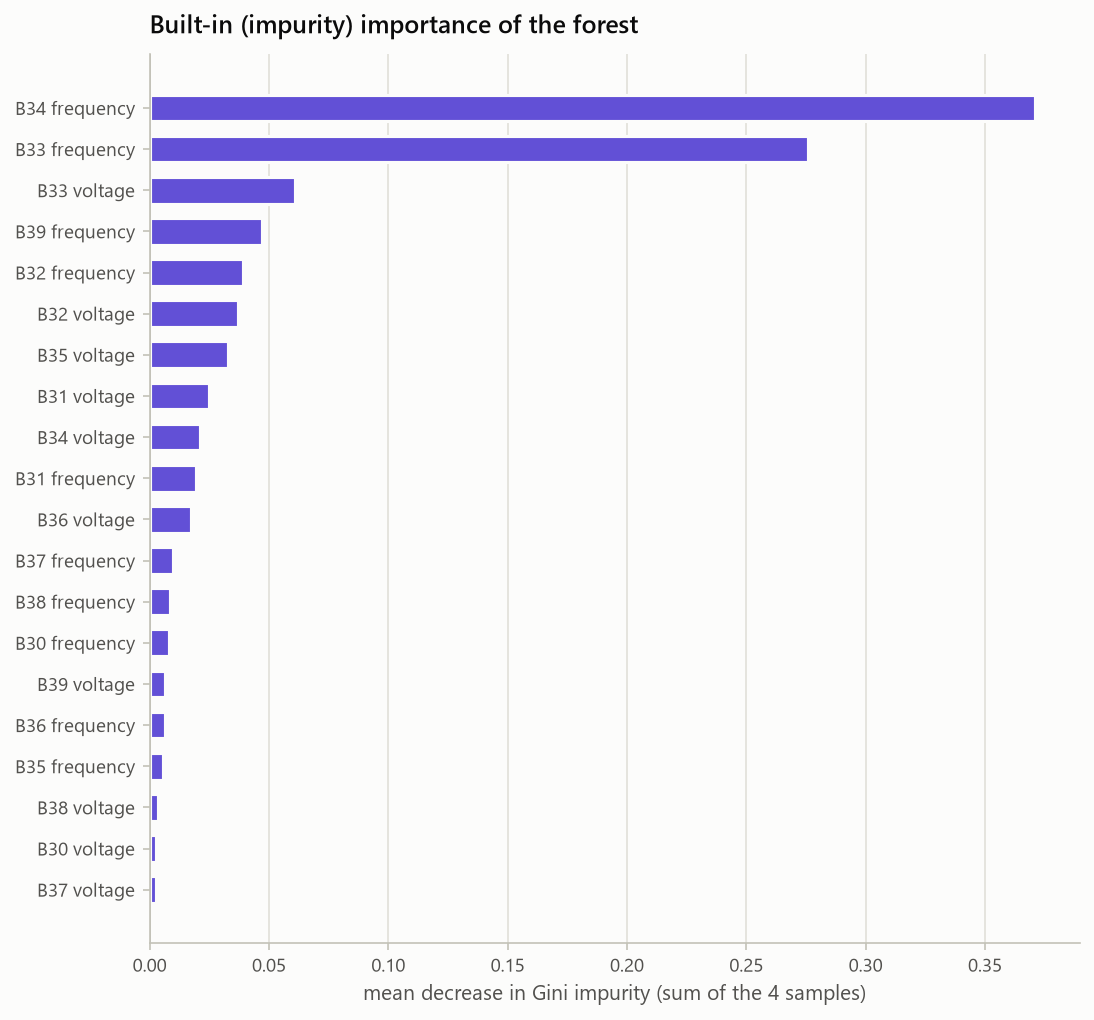 Built-in (impurity) importance of the forest
B34 frequency
B33 frequency
B33 voltage
B39 frequency
B32 frequency
B32 voltage
B35 voltage
B31 voltage
B34 voltage
B31 frequency
B36 voltage
B37 frequency
B38 frequency
B30 frequency
B39 voltage
B36 frequency
B35 frequency
B38 voltage
B30 voltage
B37 voltage
0.00 0.05 0.10 0.15 0.20 0.25 0.30 0.35
mean decrease in Gini impurity (sum of the 4 samples)